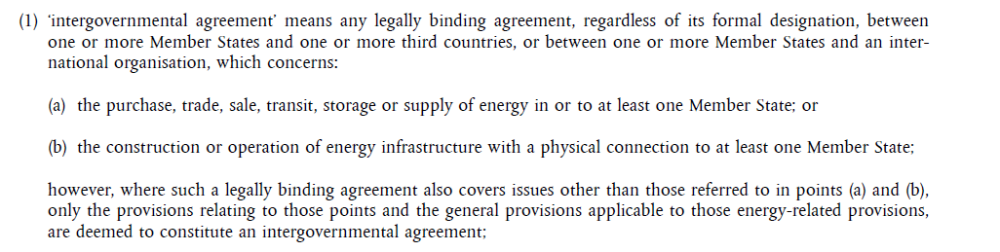 (1) ‘intergovernmental agreement’ means any legally binding agreement, regardless of its formal designation, between
one or more Member States and one or more third countries, or between one or more Member States and an inter-
national organisation, which concerns:
(a) the purchase, trade, sale, transit, storage or supply of energy in or to at least one Member State; or
(b) the construction or operation of energy infrastructure with a physical connection to at least one Member State;
however, where such a legally binding agreement also covers issues other than those referred to in points (a) and (b),
only the provisions relating to those points and the general provisions applicable to those energy-related provisions,
are deemed to constitute an intergovernmental agreement;